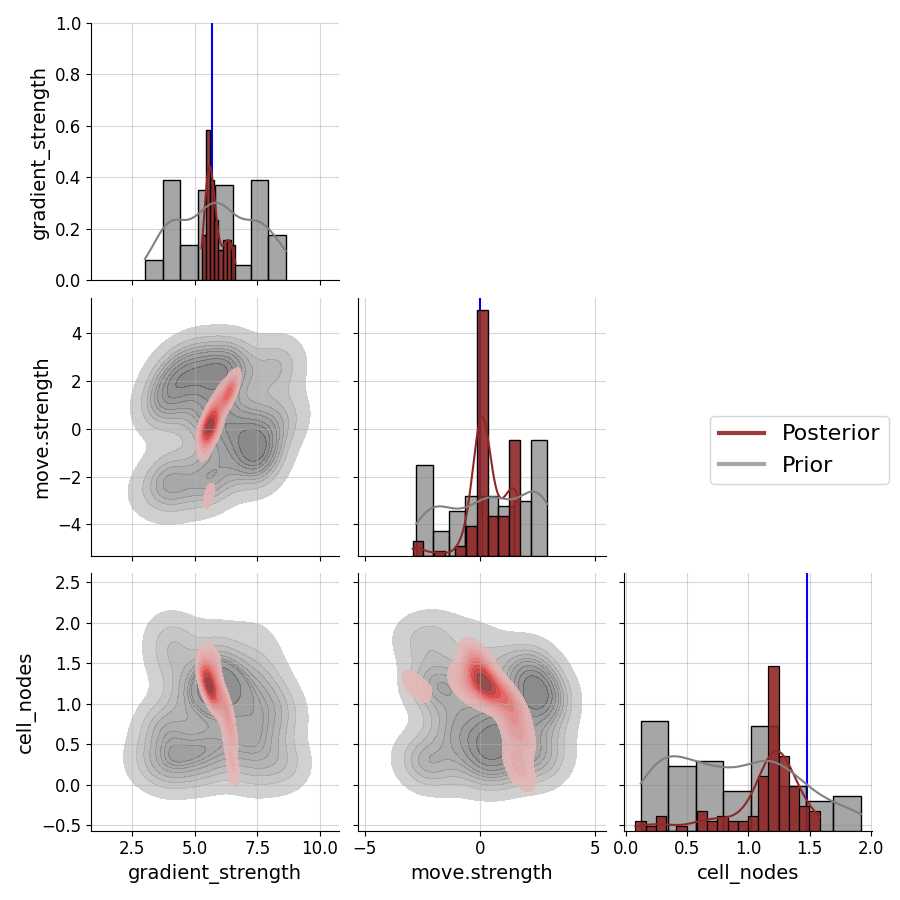 1.0
0.8
0.6
0.4
0.2
0.0
gradient_strength
4
2
0
−2
−4
move.strength
Posterior
Prior
2.5
2.0
1.5
1.0
0.5
0.0
−0.5
cell_nodes
2.5 5.0 7.5 10.0
−5 0 5
0.0 0.5 1.0 1.5 2.0
gradient_strength
move.strength
cell_nodes